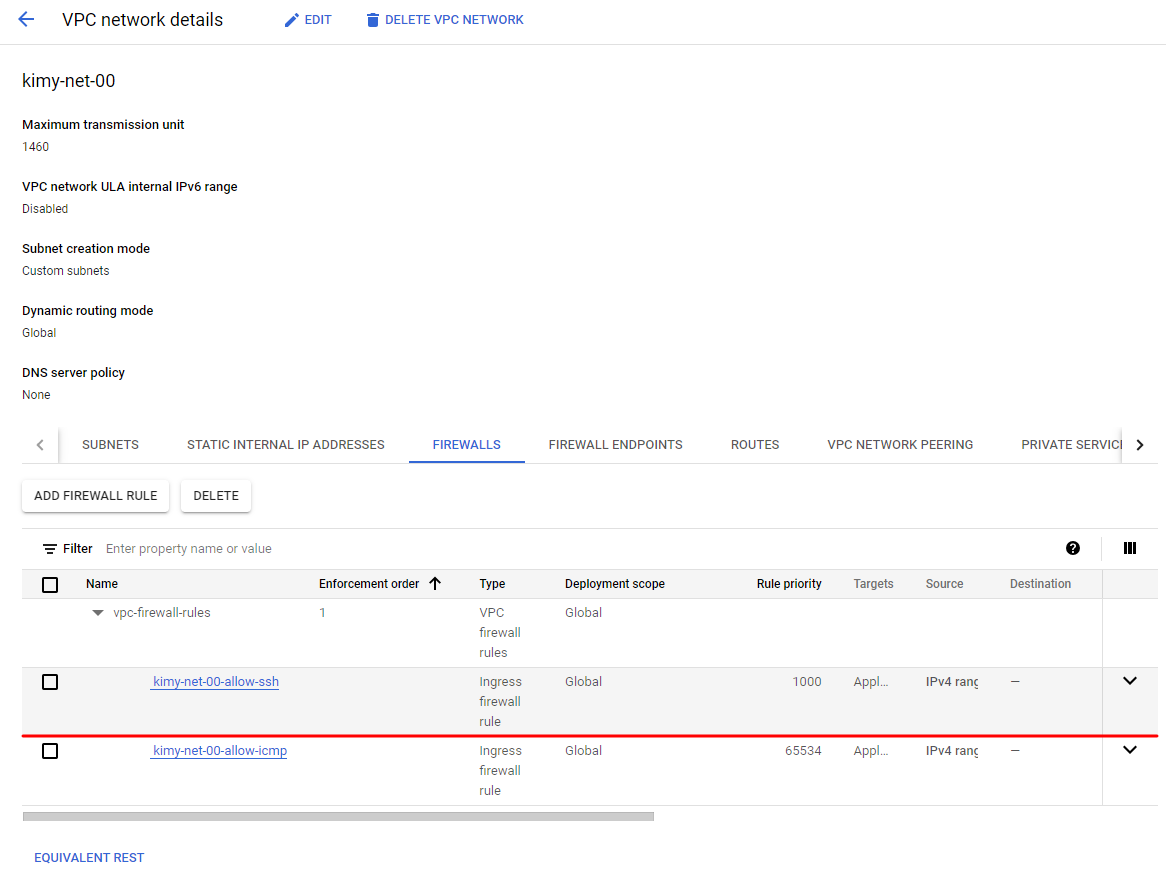 VPC network details EDIT DELETE VPC NETWORK
kimy-net-00
Maximum transmission unit
1460
VPC network ULA internal IPv6 range
Disabled
Subnet creation mode
Custom subnets
Dynamic routing mode
Global
DNS server policy
None
SUBNETS STATIC INTERNAL IP ADDRESSES FIREWALLS FIREWALL ENDPOINTS ROUTES VPC NETWORK PEERING PRIVATE SERVIC
ADD FIREWALL RULE DELETE
Filter Enter property name or value
Name Enforcement order Type Deployment scope Rule priority Targets Source Destination
vpc-firewall-rules 1 VPC Global
firewall
rules
kimy-net-00-allow-ssh Ingress Global 1000 Appl... IPv4 rang —
firewall
rule
kimy-net-00-allow-icmp Ingress Global 65534 Appl... IPv4 rang —
firewall
rule
EQUIVALENT REST